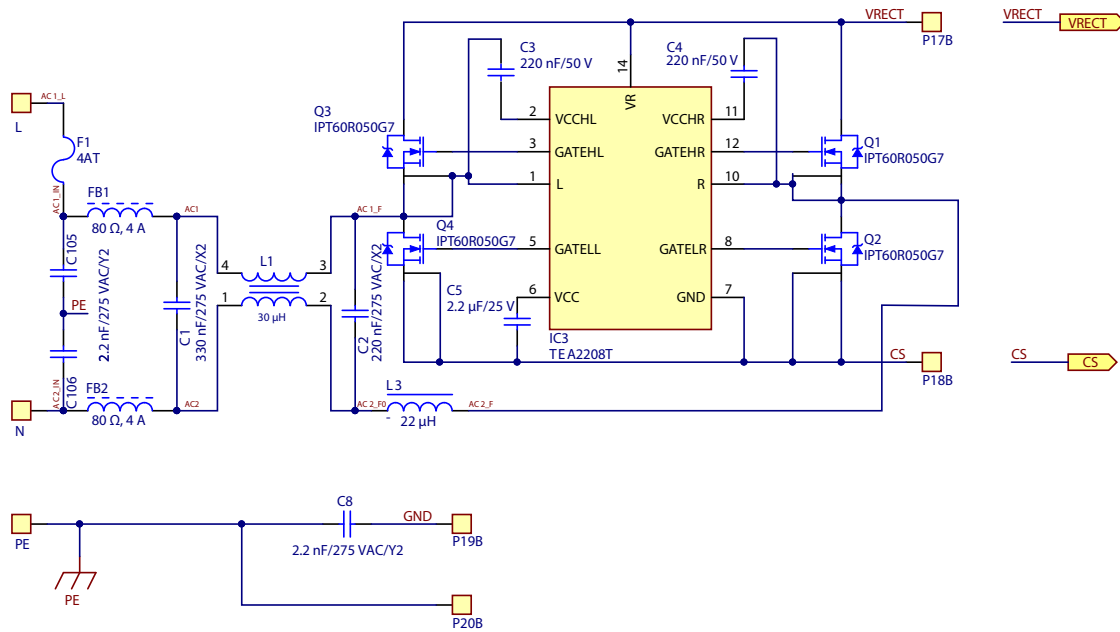 VRECT
P17B
VRECT
VRECT
C3
220 nF/50 V
C4
220 nF/50 V
14
VR
AC 1_L
L
F1
4AT
Q3
IPT60R050G7
2
VCCHL
VCCHR
11
3
GATEHL
GATEHR
12
Q1
IPT60R050G7
1
L
R
10
AC 1_IN
FB1
80 Ω, 4 A
AC1
AC 1_F
Q4
IPT60R050G7
5
GATELL
GATELR
8
Q2
IPT60R050G7
C 105
2.2 nF/275 VAC/Y2
PE
C 106
C1
330 nF/275 VAC/X2
4
L1
3
1
2
30 µH
C2
220 nF/275 VAC/X2
C5
2.2 µF/25 V
6
VCC
GND
7
IC3
TEA2208T
CS
P18B
CS
CS
AC 2_IN
FB2
80 Ω, 4 A
AC2
N
AC 2_F0
L3
22 µH
AC 2_F
PE
C8
2.2 nF/275 VAC/Y2
GND
P19B
PE
P20B